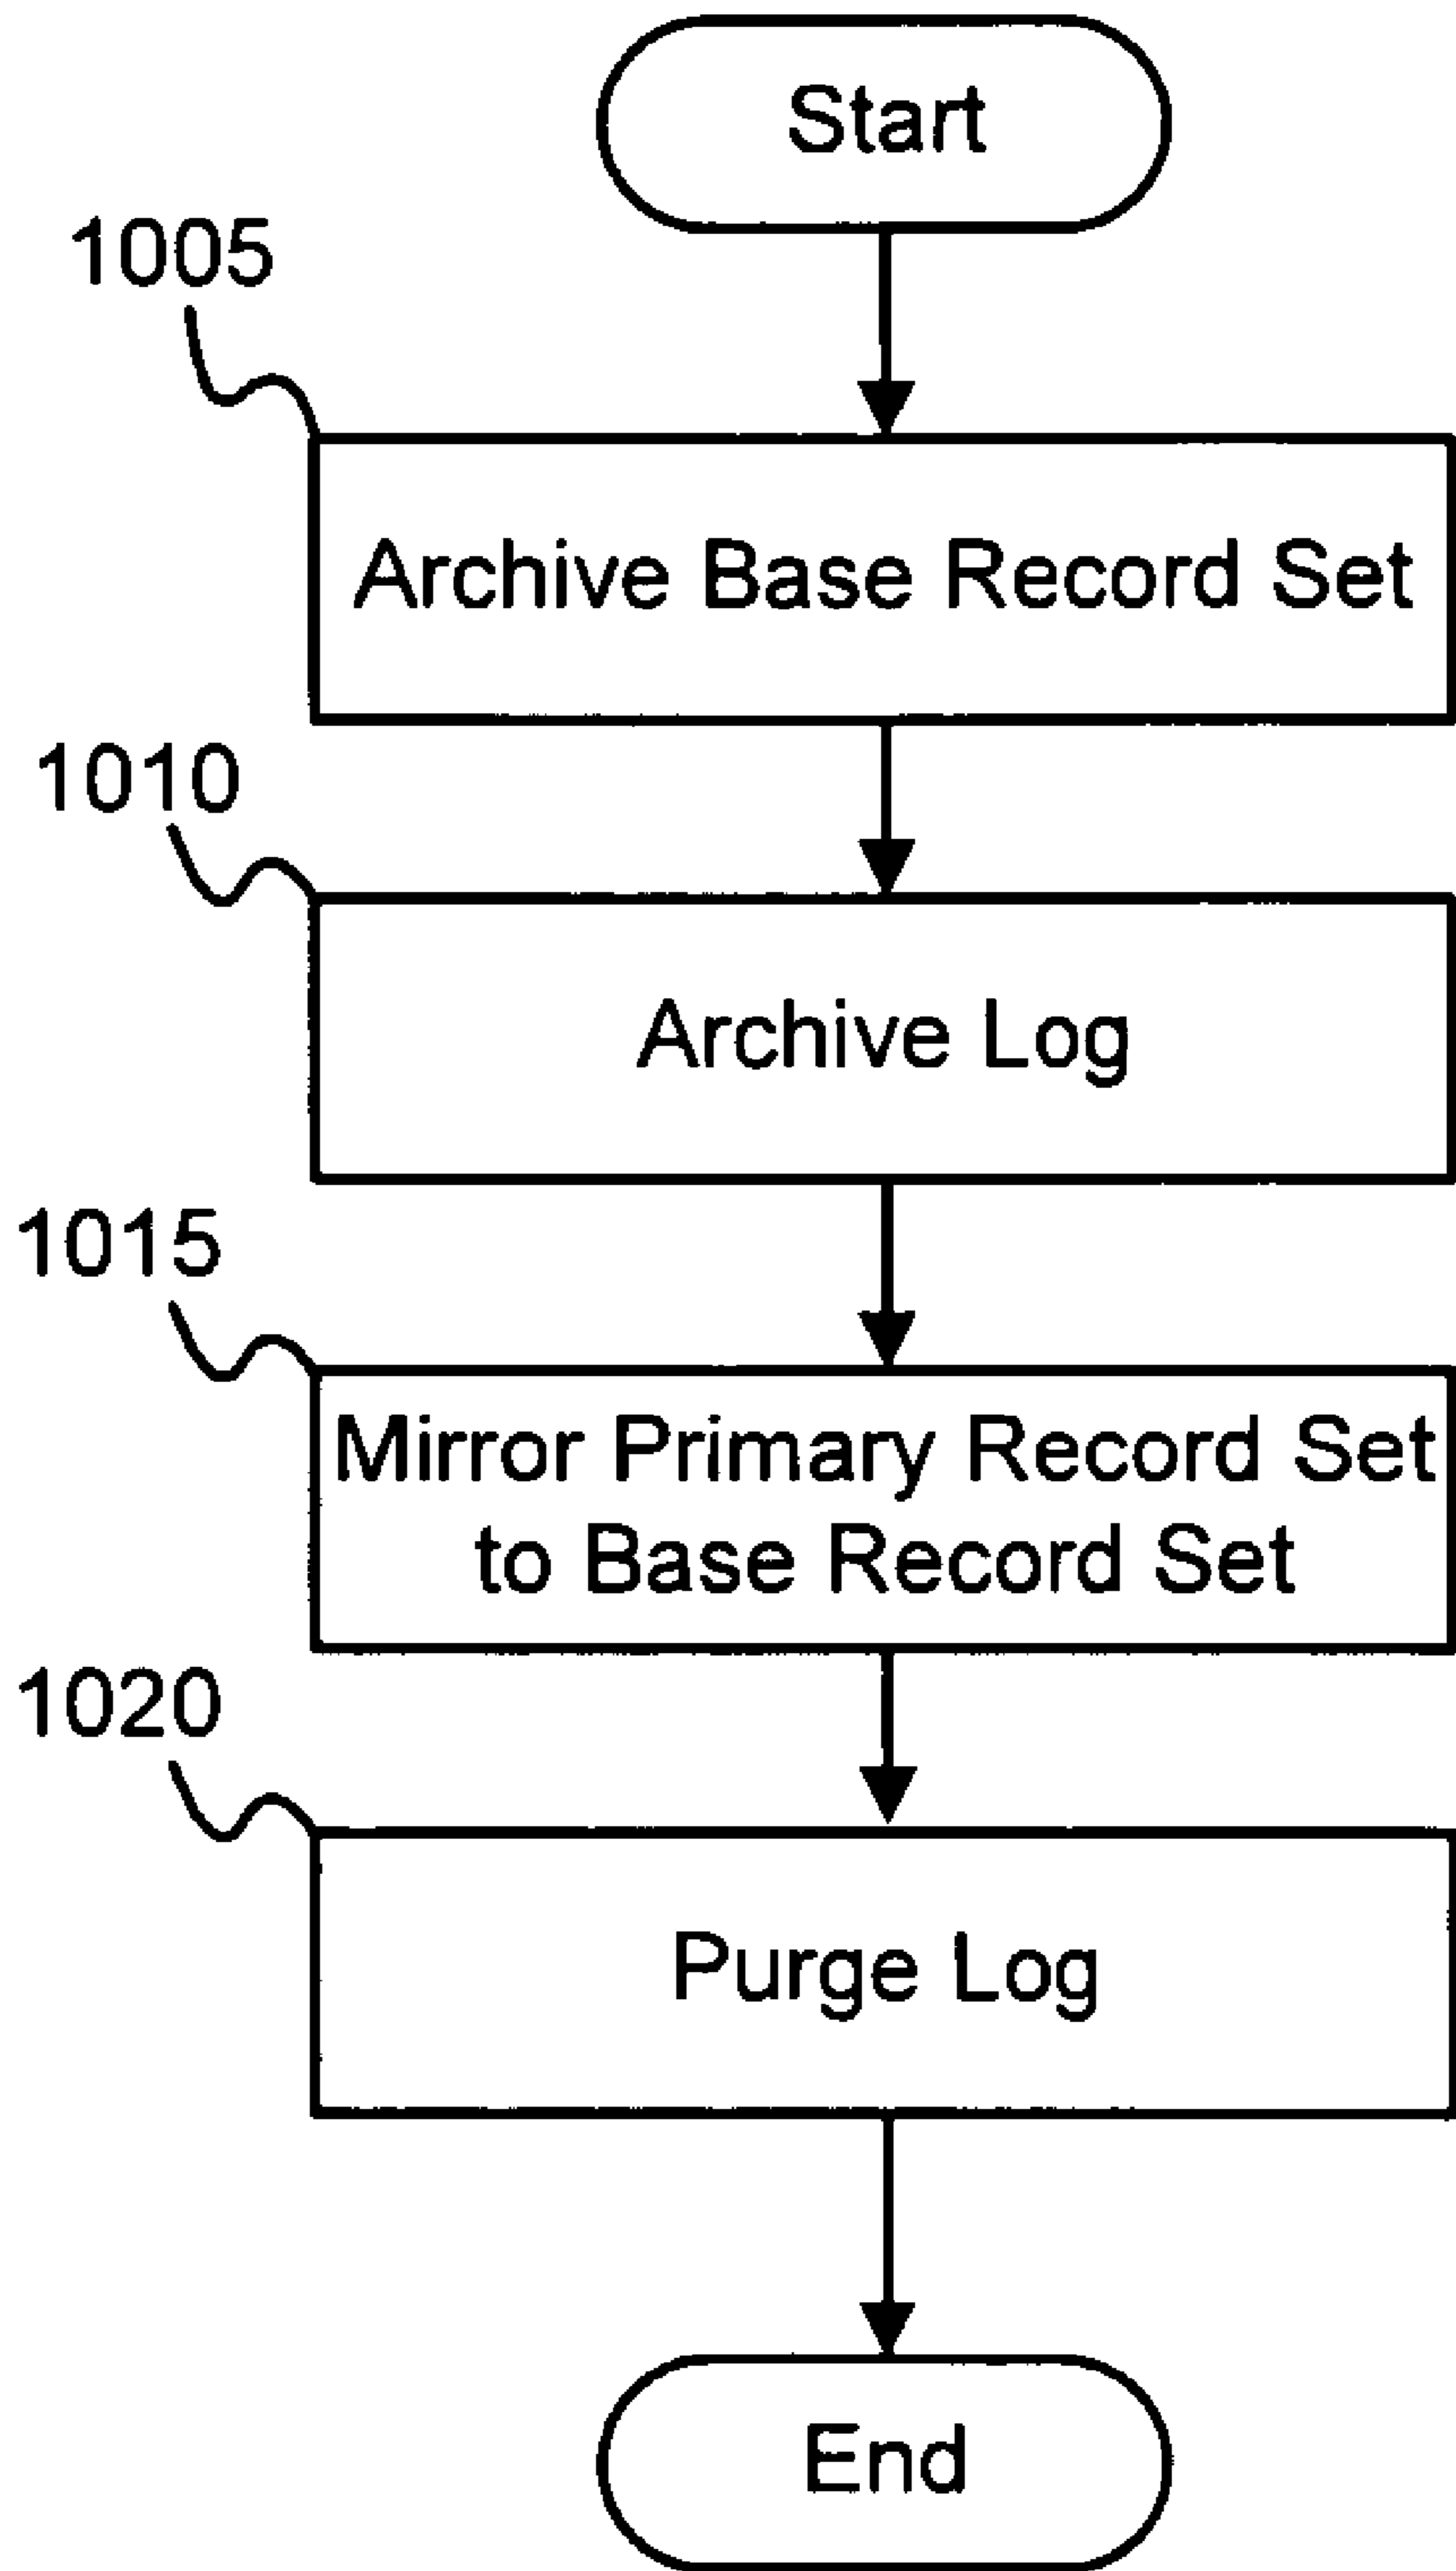 Start
1005
Archive Base Record Set
1010
Archive Log
1015
Mirror Primary Record Set
to Base Record Set
1020
Purge Log
End